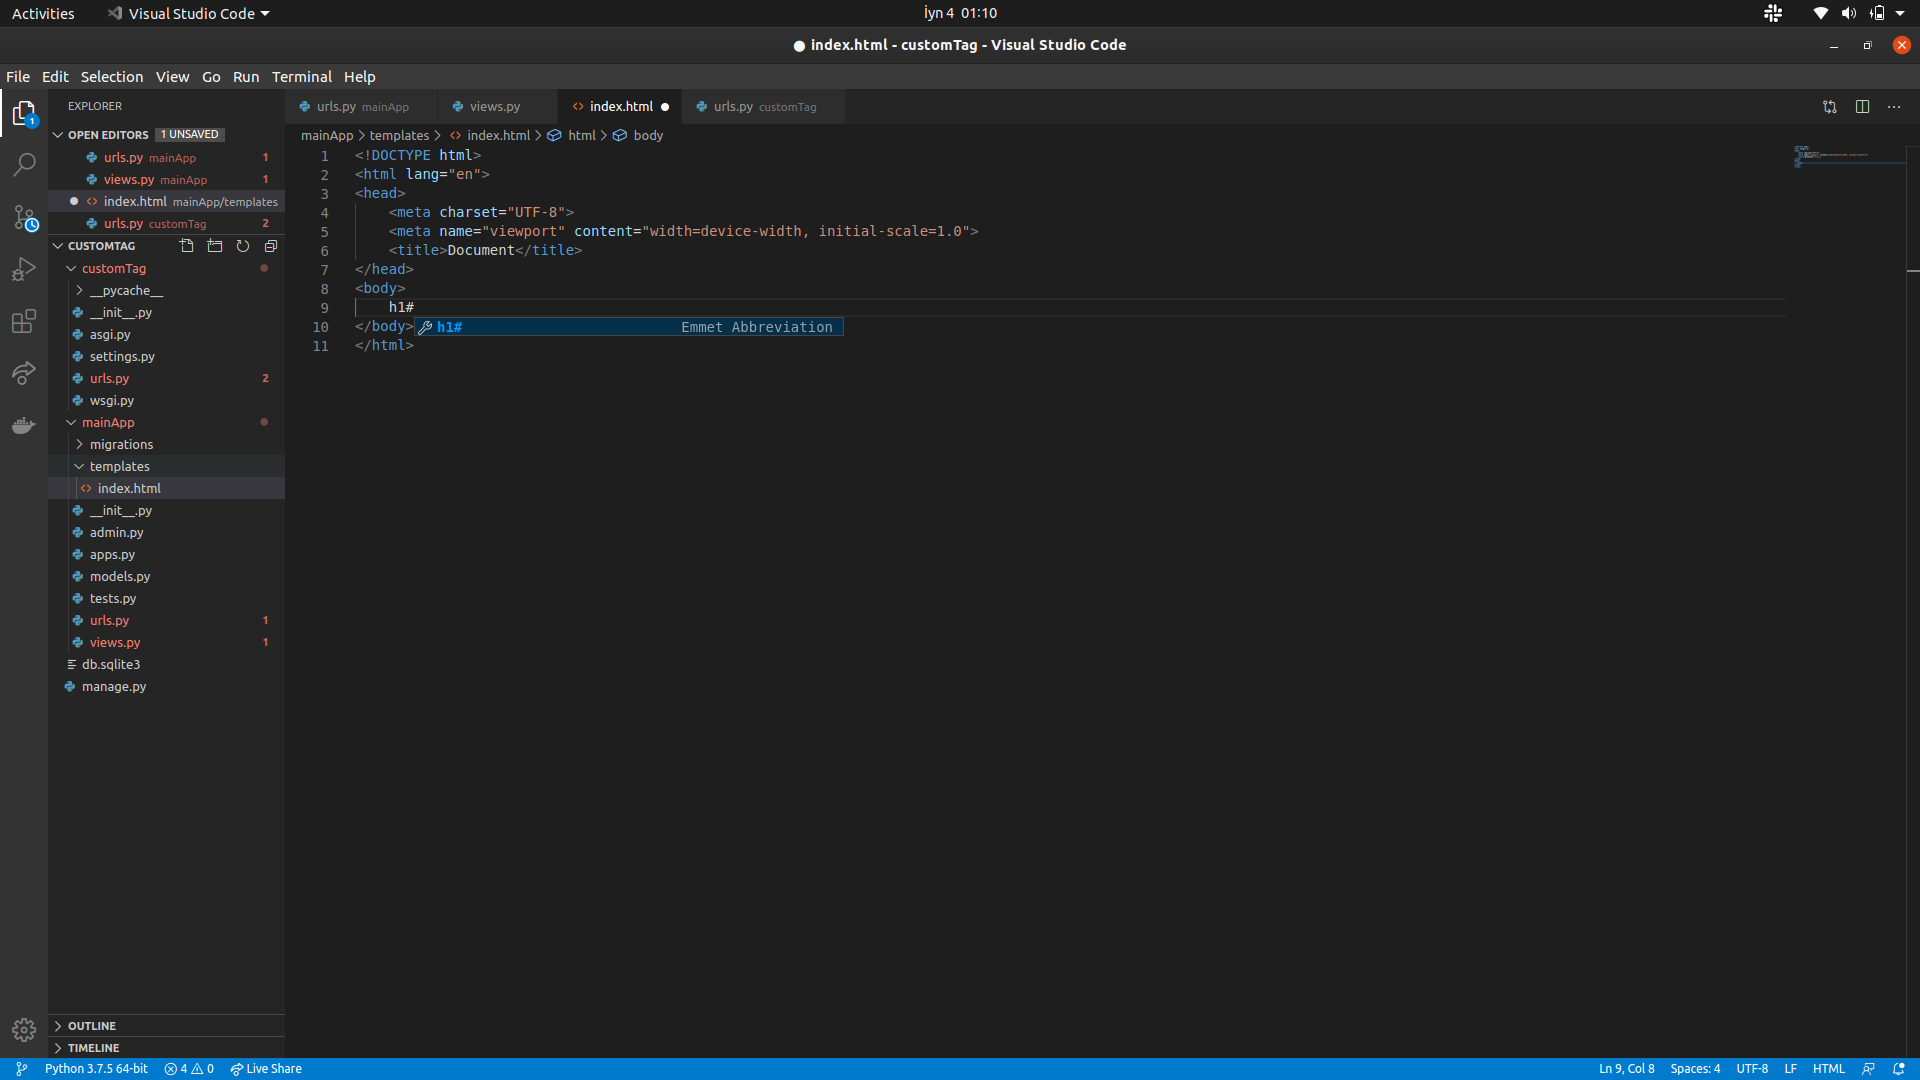 Activities
Visual Studio Code
İyn 4 01:10
● index.html - customTag - Visual Studio Code
File Edit Selection View Go Run Terminal Help
EXPLORER
OPEN EDITORS 1 UNSAVED
urls.py mainApp 1
views.py mainApp 1
index.html mainApp/templates
urls.py customTag 2
CUSTOMTAG
customTag
__pycache__
__init__.py
asgi.py
settings.py
urls.py 2
wsgi.py
mainApp
migrations
templates
index.html
__init__.py
admin.py
apps.py
models.py
tests.py
urls.py 1
views.py 1
db.sqlite3
manage.py
OUTLINE
TIMELINE
1
urls.py mainApp
views.py
index.html
urls.py customTag
mainApp > templates > <> index.html > html > body
1 <!DOCTYPE html>
2 <html lang="en">
3 <head>
4 <meta charset="UTF-8">
5 <meta name="viewport" content="width=device-width, initial-scale=1.0">
6 <title>Document</title>
7 </head>
8 <body>
9 h1#
10 </body>
h1# Emmet Abbreviation
11 </html>
Python 3.7.5 64-bit
4 0
Live Share
Ln 9, Col 8
Spaces: 4
UTF-8
LF
HTML